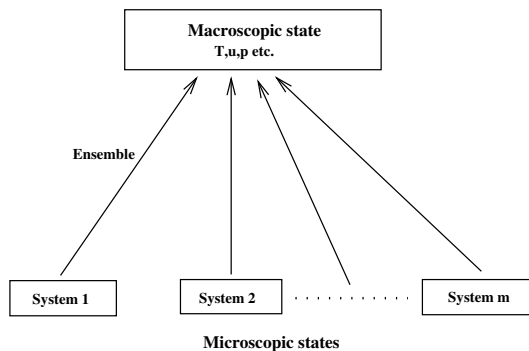 Macroscopic state
T,u,p etc.
Ensemble
System 1
System 2
System m
Microscopic states